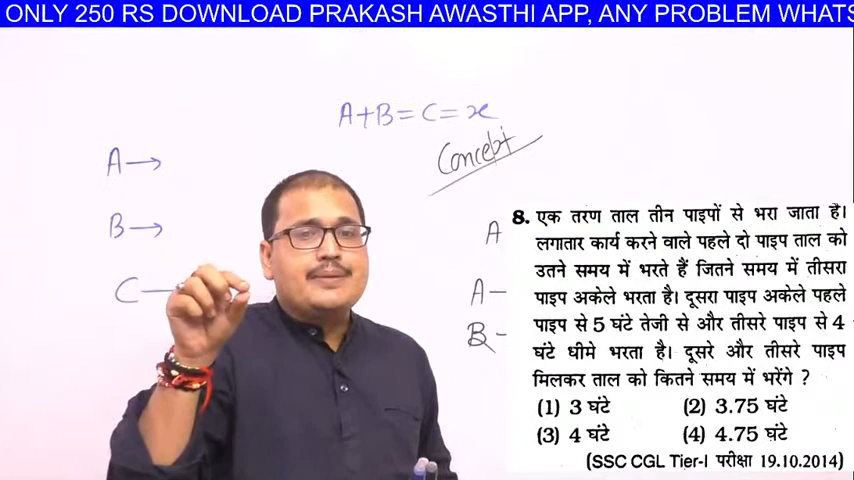 ONLY 250 RS DOWNLOAD PRAKASH AWASTHI APP, ANY PROBLEM WHATS
A+B=C=x
Concept
A→
B→
C—
A
A—
B-
8. एक तरण ताल तीन पाइपों से भरा जाता है।
लगातार कार्य करने वाले पहले दो पाइप ताल को
उतने समय में भरते हैं जितने समय में तीसरा
पाइप अकेले भरता है। दूसरा पाइप अकेले पहले
पाइप से 5 घंटे तेजी से और तीसरे पाइप से 4
घंटे धीमे भरता है। दूसरे और तीसरे पाइप
मिलकर ताल को कितने समय में भरेंगे ?
(1) 3 घंटे (2) 3.75 घंटे
(3) 4 घंटे (4) 4.75 घंटे
(SSC CGL Tier-I परीक्षा 19.10.2014)